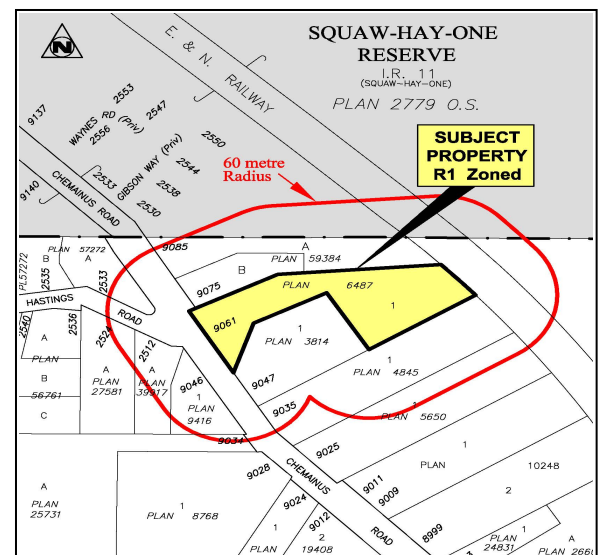 N
SQUAW-HAY-ONE
RESERVE
I.R. 11
(SQUAW-HAY-ONE)
PLAN 2779 O.S.
E. & N. RAILWAY
SUBJECT
PROPERTY
R1 Zoned
60 metre
Radius
9137
WAYNES RD (Priv)
2553
2556
2547
9140
2533
GIBSON WAY (Priv)
2550
2544
2538
2530
CHEMAINUS ROAD
9085
A
PLAN 59384
B
9075
PLAN 57272
B
A
PL57272
2535
2533
PLAN 6487
1
9061
HASTINGS ROAD
2540
2536
2524
2512
1
PLAN 3814
A
PLAN
B
56761
C
A
PLAN
27581
A
PLAN
39917
9046
1
PLAN
9416
9047
1
PLAN 4845
9035
1
PLAN 5650
9034
9025
1
PLAN 10248
2
9028
CHEMAINUS ROAD
9011
9009
A
PLAN
25731
1
PLAN 8768
9024
1
PLAN
9012
2
19408
8999
1
PLAN
24831
A
PLAN 2660